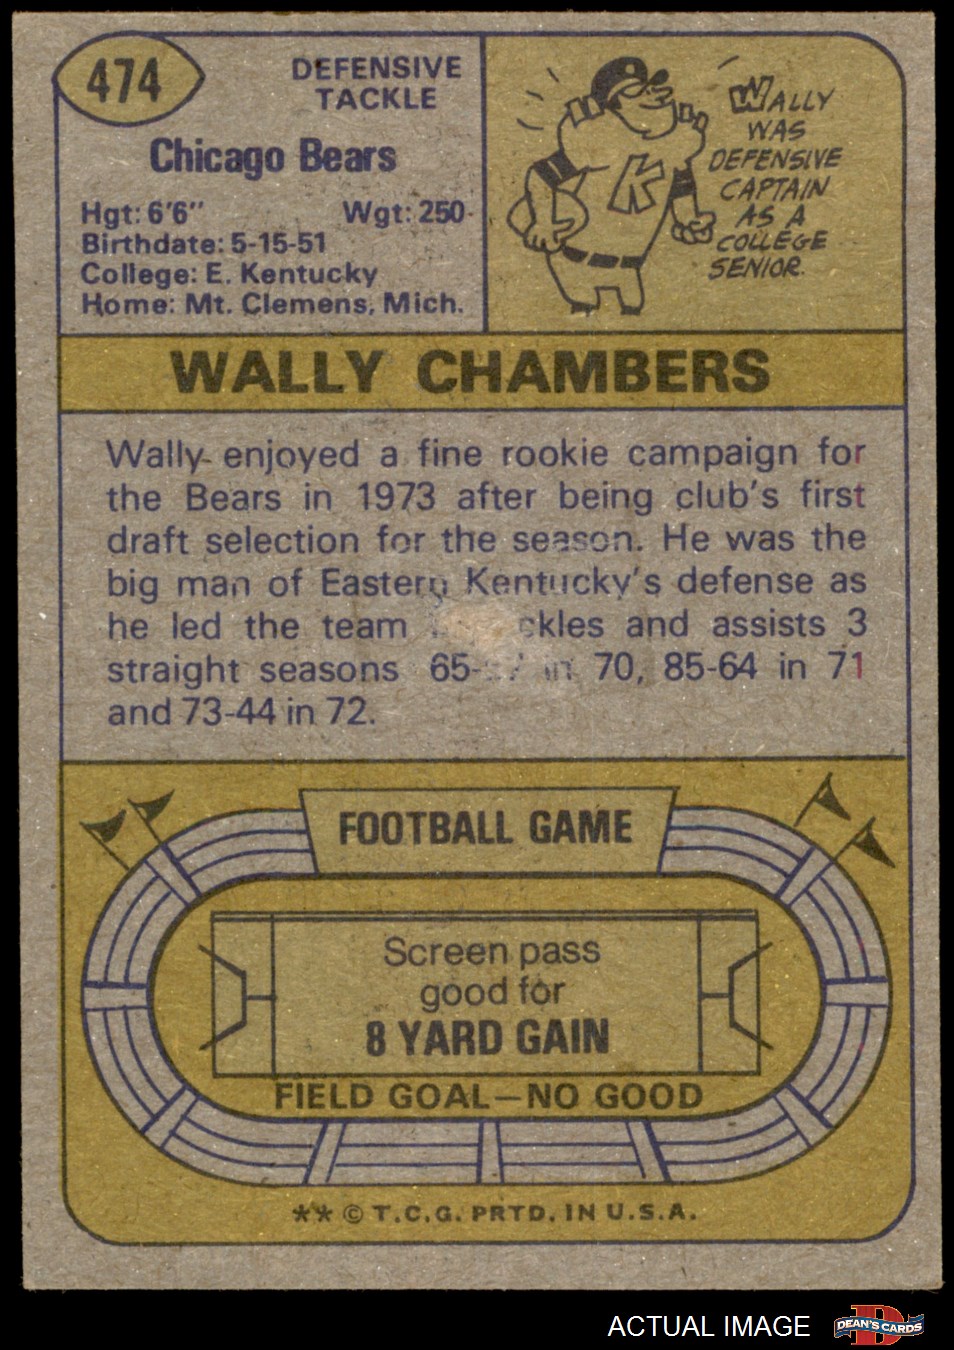 474
DEFENSIVE
TACKLE
Chicago Bears
Hgt: 6'6" Wgt: 250
Birthdate: 5-15-51
College: E. Kentucky
Home: Mt. Clemens, Mich.
WALLY
WAS
DEFENSIVE
CAPTAIN
AS A
COLLEGE
SENIOR.
K
WALLY CHAMBERS
Wally enjoyed a fine rookie campaign for
the Bears in 1973 after being club's first
draft selection for the season. He was the
big man of Eastern Kentucky's defense as
he led the team and assists 3
straight seasons in 70, 85-64 in 71
and 73-44 in 72.
FOOTBALL GAME
Screen pass
good for
8 YARD GAIN
FIELD GOAL—NO GOOD
** © T.C.G. PRTD. IN U.S.A.
ACTUAL IMAGE
D
DEAN'S CARDS